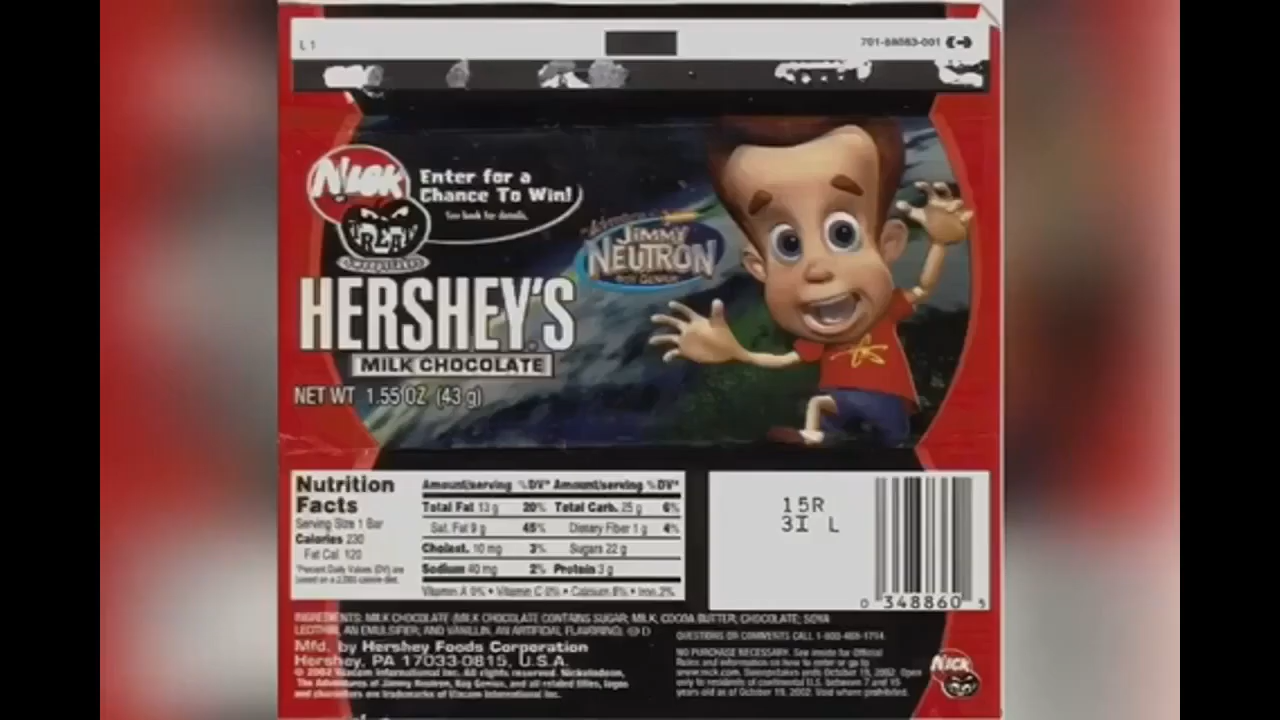 L 1
701-68063-001
NICK
TREAT
Sweepstakes
Enter for a
Chance To Win!
See back for details.
JIMMY
NEUTRON
BOY GENIUS
HERSHEY'S
MILK CHOCOLATE
NET WT 1.55 OZ (43 g)
Nutrition
Facts
Serving Size 1 Bar
Calories 230
Fat Cal. 120
*Percent Daily Values (DV) are
based on a 2,000 calorie diet.
Amount/serving %DV* Amount/serving %DV*
Total Fat 13 g 20% Total Carb. 25 g 6%
Sat. Fat 9 g 45% Dietary Fiber 1 g 4%
Cholest. 10 mg 3% Sugars 22 g
Sodium 40 mg 2% Protein 3 g
Vitamin A 0% • Vitamin C 0% • Calcium 8% • Iron 2%
15R
3I L
0 348860 5
INGREDIENTS: MILK CHOCOLATE (MILK CHOCOLATE CONTAINS SUGAR; MILK; COCOA BUTTER; CHOCOLATE; SOYA
LECITHIN, AN EMULSIFIER; AND VANILLIN, AN ARTIFICIAL FLAVORING). D
Mfd. by Hershey Foods Corporation
Hershey, PA 17033-0815, U.S.A.
© 2002 Viacom International Inc. All rights reserved. Nickelodeon,
The Adventures of Jimmy Neutron, Boy Genius, and all related titles, logos
and characters are trademarks of Viacom International Inc.
QUESTIONS OR COMMENTS CALL 1-800-468-1714.
NO PURCHASE NECESSARY. See inside for Official
Rules and information on how to enter or go to
www.nick.com. Sweepstakes ends October 19, 2002. Open
only to residents of continental U.S. between 7 and 15
years old as of October 19, 2002. Void where prohibited.
NICK